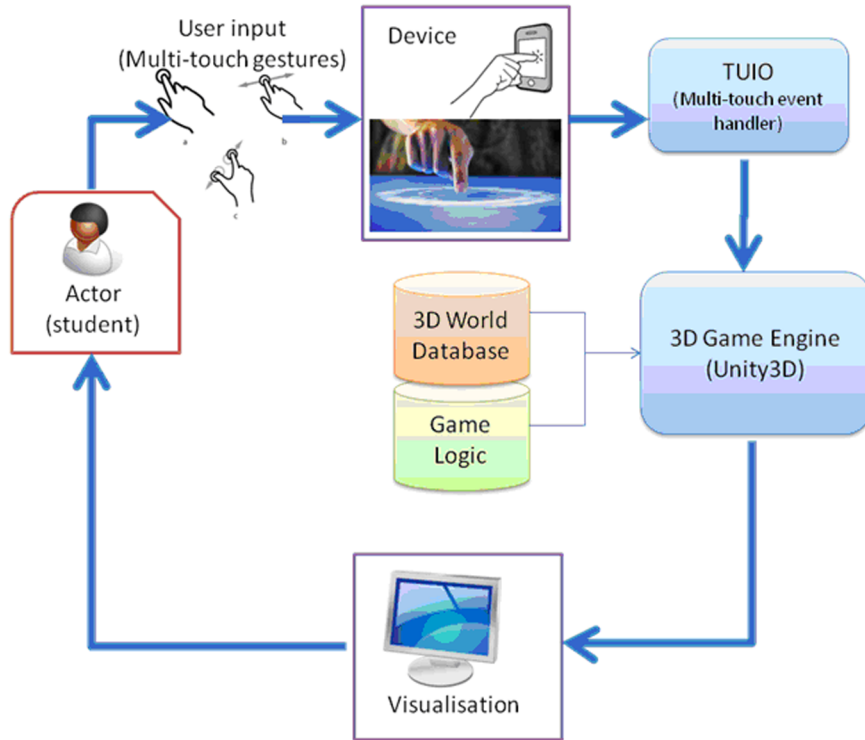 User input
(Multi-touch gestures)
a
b
c
Device
TUIO
(Multi-touch event
handler)
Actor
(student)
3D World
Database
Game
Logic
3D Game Engine
(Unity3D)
Visualisation